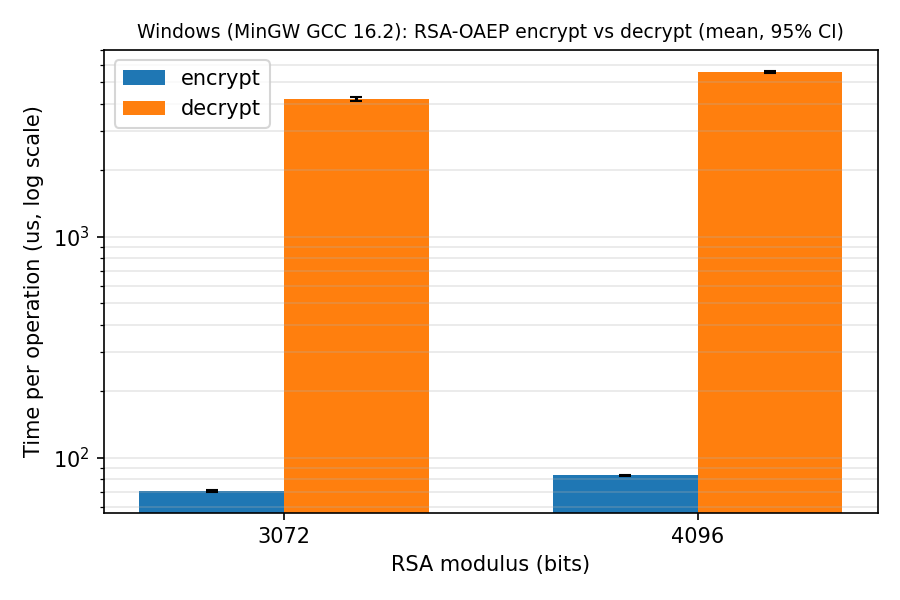 Windows (MinGW GCC 16.2): RSA-OAEP encrypt vs decrypt (mean, 95% CI)
encrypt
decrypt
Time per operation (us, log scale)
10³
10²
3072
4096
RSA modulus (bits)